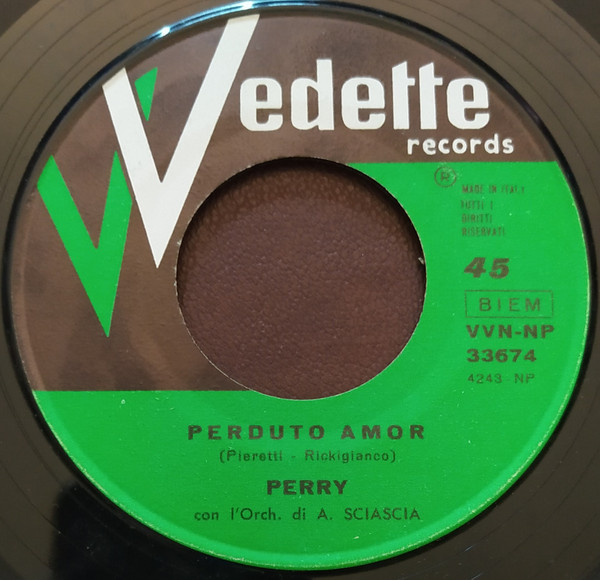 Vedette
records
℗
MADE IN ITALY
TUTTI I
DIRITTI
RISERVATI
45
BIEM
VVN-NP
33674
4243-NP
PERDUTO AMOR
(Pieretti - Rickigianco)
PERRY
con l'Orch. di A. SCIASCIA